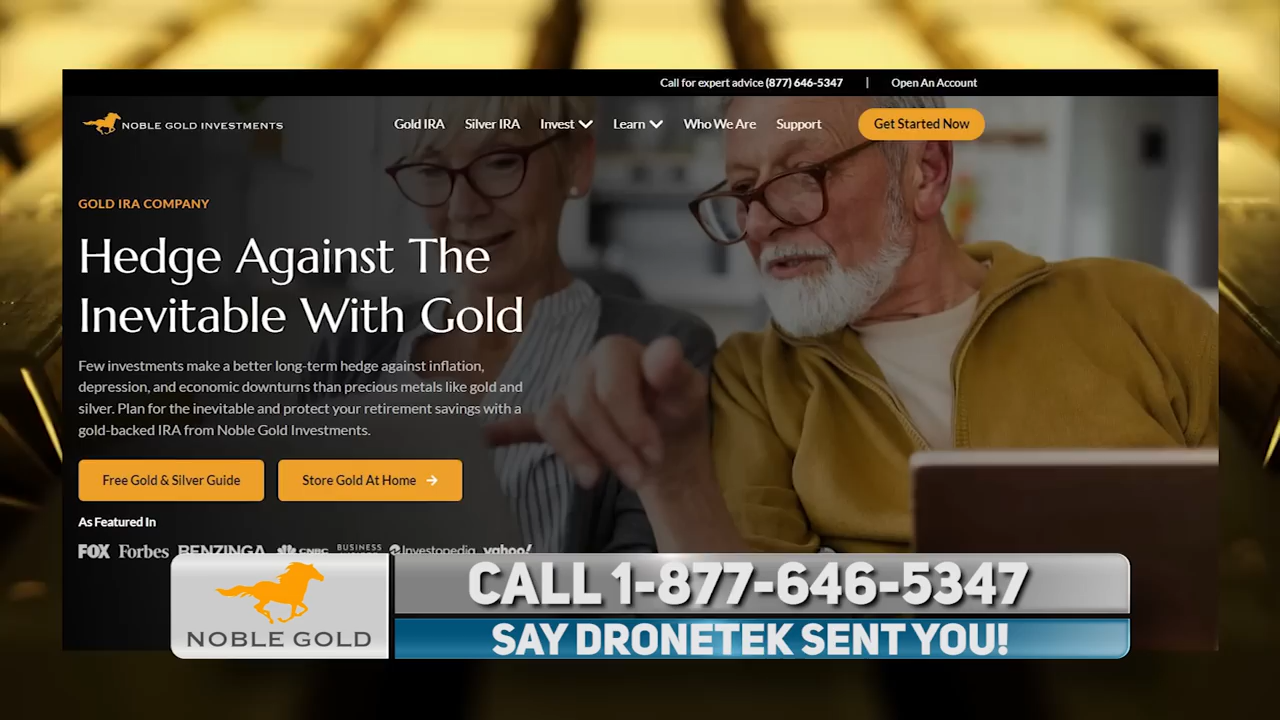 Call for expert advice (877) 646-5347 | Open An Account
NOBLE GOLD INVESTMENTS
Gold IRA Silver IRA Invest Learn Who We Are Support Get Started Now
GOLD IRA COMPANY
Hedge Against The
Inevitable With Gold
Few investments make a better long-term hedge against inflation,
depression, and economic downturns than precious metals like gold and
silver. Plan for the inevitable and protect your retirement savings with a
gold-backed IRA from Noble Gold Investments.
Free Gold & Silver Guide Store Gold At Home
As Featured In
FOX Forbes BENZINGA CNBC BUSINESS Investopedia yahoo!
NOBLE GOLD
CALL 1-877-646-5347
SAY DRONETEK SENT YOU!